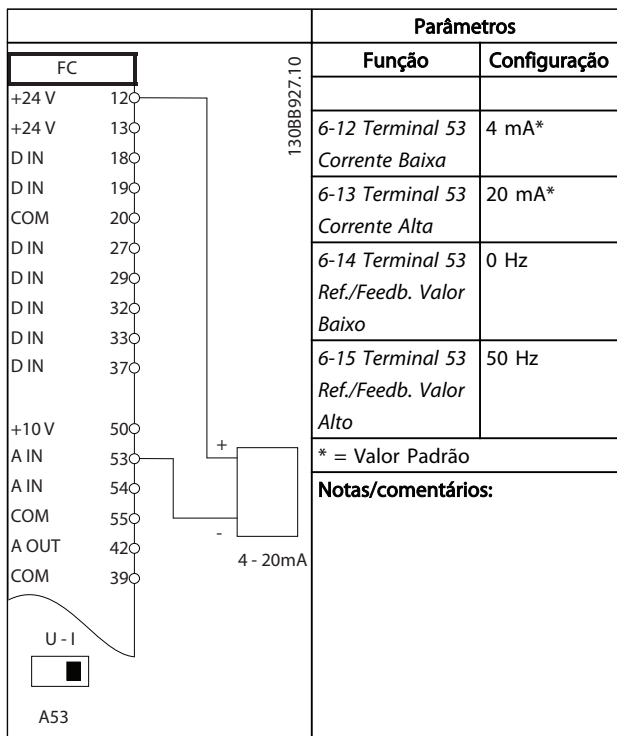 Parâmetros
Função Configuração
6-12 Terminal 53 4 mA*
Corrente Baixa
6-13 Terminal 53 20 mA*
Corrente Alta
6-14 Terminal 53 0 Hz
Ref./Feedb. Valor
Baixo
6-15 Terminal 53 50 Hz
Ref./Feedb. Valor
Alto
* = Valor Padrão
Notas/comentários:
FC
+24 V 12
+24 V 13
D IN 18
D IN 19
COM 20
D IN 27
D IN 29
D IN 32
D IN 33
D IN 37
+10 V 50
A IN 53
A IN 54
COM 55
A OUT 42
COM 39
+
-
4 - 20mA
U - I
A53
130BB927.10